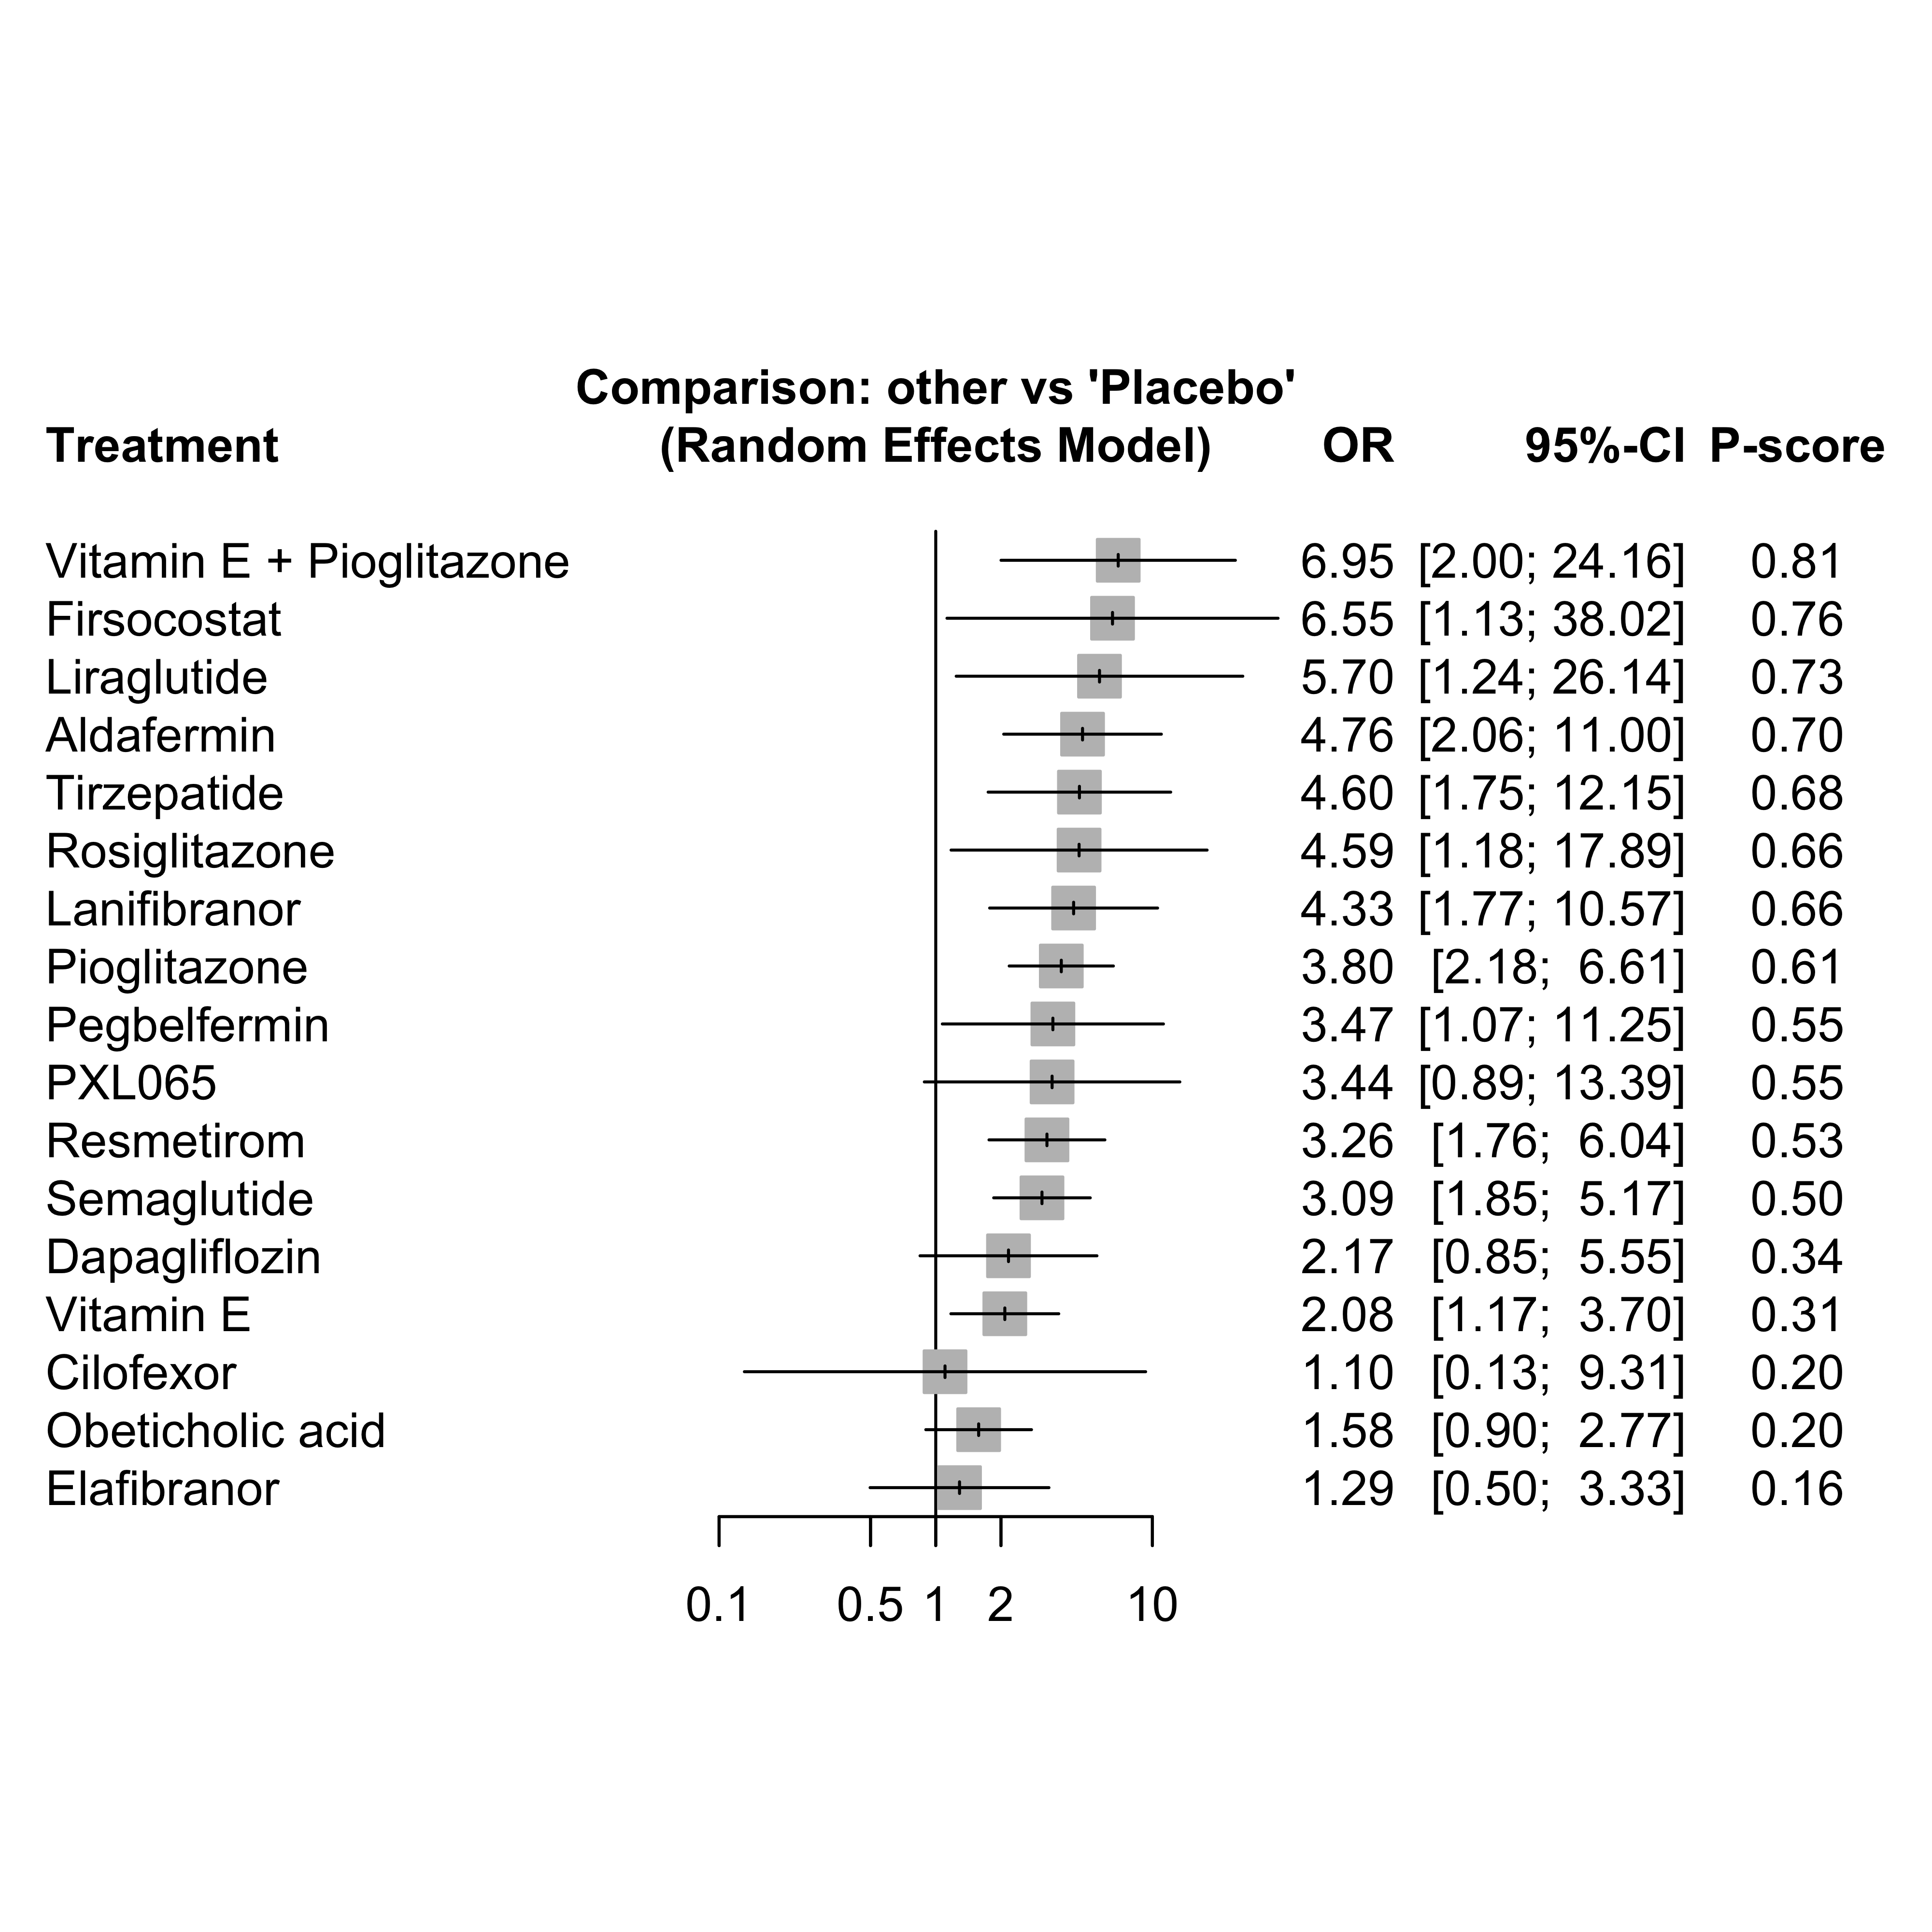 Comparison: other vs 'Placebo'
Treatment (Random Effects Model) OR 95%-CI P-score
Vitamin E + Pioglitazone 6.95 [2.00; 24.16] 0.81
Firsocostat 6.55 [1.13; 38.02] 0.76
Liraglutide 5.70 [1.24; 26.14] 0.73
Aldafermin 4.76 [2.06; 11.00] 0.70
Tirzepatide 4.60 [1.75; 12.15] 0.68
Rosiglitazone 4.59 [1.18; 17.89] 0.66
Lanifibranor 4.33 [1.77; 10.57] 0.66
Pioglitazone 3.80 [2.18; 6.61] 0.61
Pegbelfermin 3.47 [1.07; 11.25] 0.55
PXL065 3.44 [0.89; 13.39] 0.55
Resmetirom 3.26 [1.76; 6.04] 0.53
Semaglutide 3.09 [1.85; 5.17] 0.50
Dapagliflozin 2.17 [0.85; 5.55] 0.34
Vitamin E 2.08 [1.17; 3.70] 0.31
Cilofexor 1.10 [0.13; 9.31] 0.20
Obeticholic acid 1.58 [0.90; 2.77] 0.20
Elafibranor 1.29 [0.50; 3.33] 0.16
0.1 0.5 1 2 10